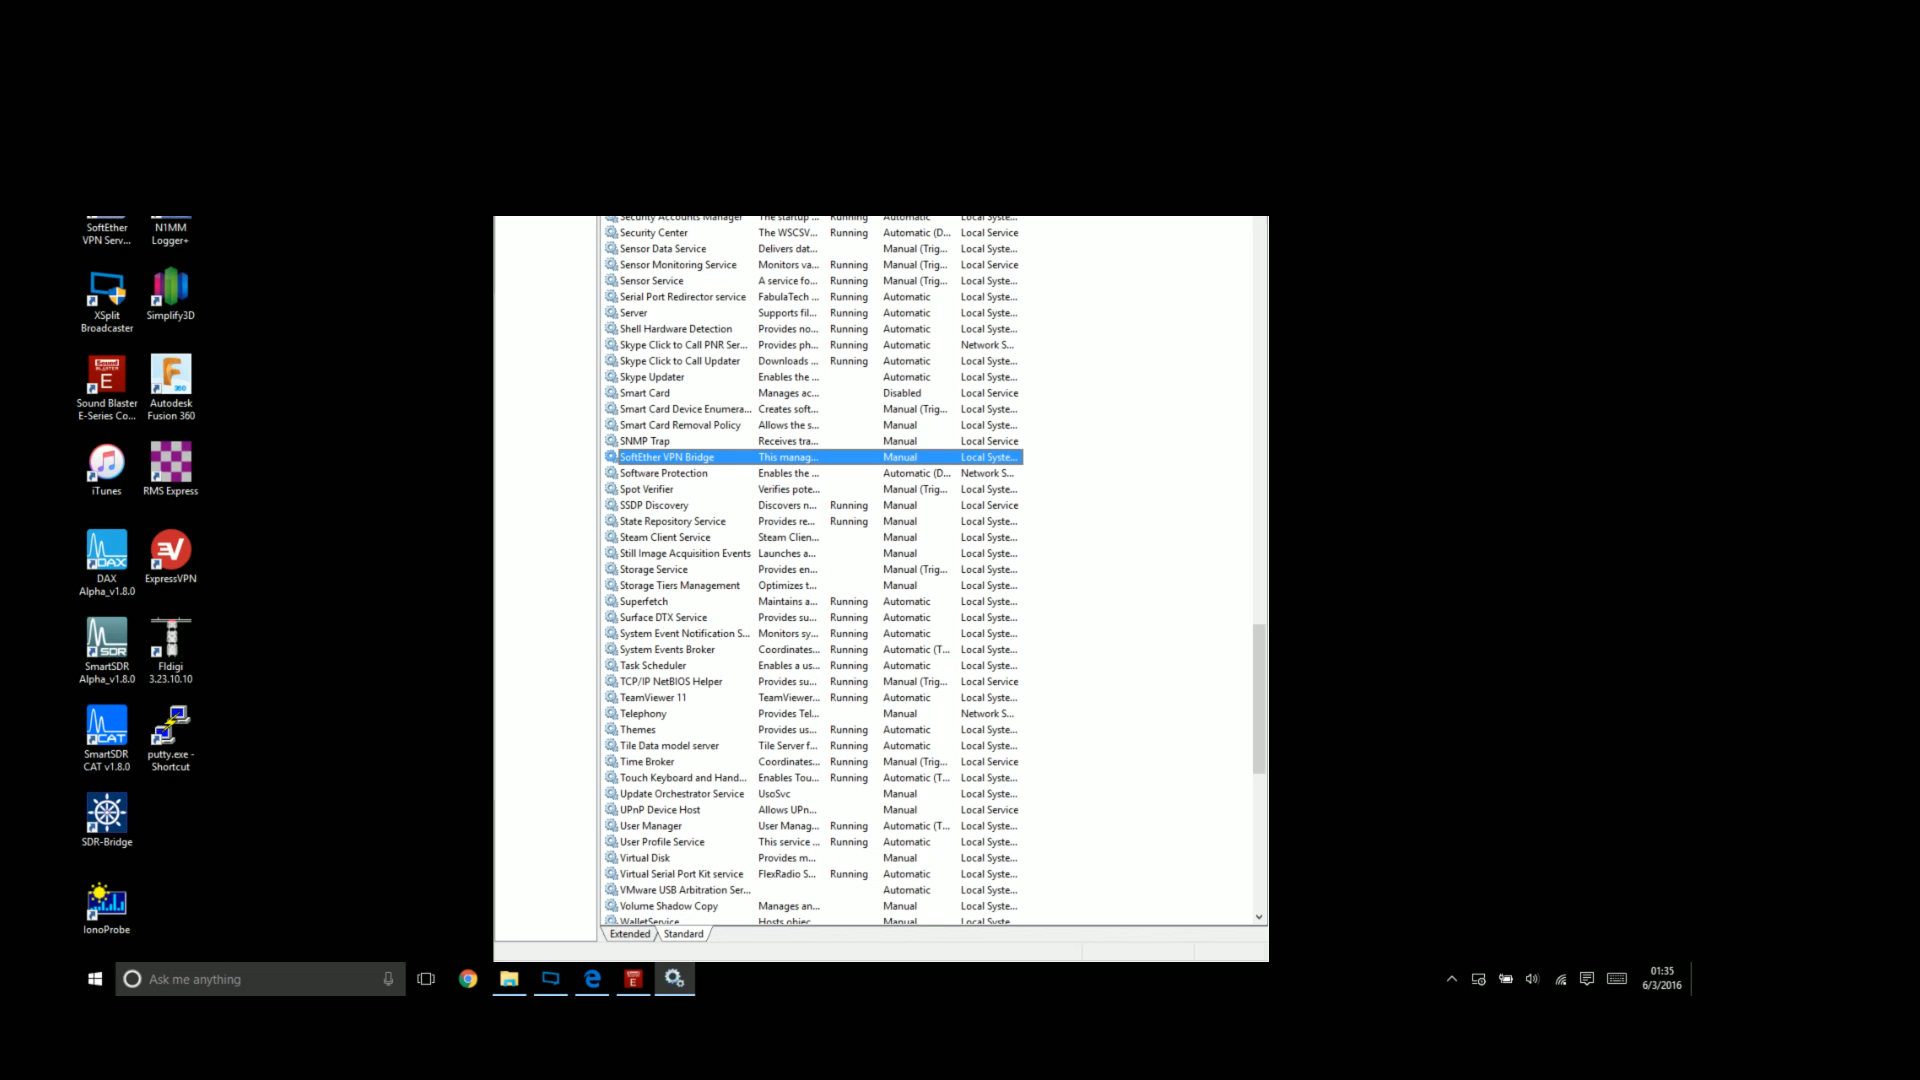 SoftEther
VPN Serv...
N1MM
Logger+
XSplit
Broadcaster
Simplify3D
Sound Blaster
E-Series Co...
Autodesk
Fusion 360
iTunes
RMS Express
DAX
Alpha_v1.8.0
ExpressVPN
SmartSDR
Alpha_v1.8.0
Fldigi
3.23.10.10
SmartSDR
CAT v1.8.0
putty.exe -
Shortcut
SDR-Bridge
IonoProbe
Security Accounts Manager The startup ... Running Automatic Local Syste...
Security Center The WSCSV... Running Automatic (D... Local Service
Sensor Data Service Delivers dat... Manual (Trig... Local Syste...
Sensor Monitoring Service Monitors va... Running Manual (Trig... Local Service
Sensor Service A service fo... Running Manual (Trig... Local Syste...
Serial Port Redirector service FabulaTech ... Running Automatic Local Syste...
Server Supports fil... Running Automatic Local Syste...
Shell Hardware Detection Provides no... Running Automatic Local Syste...
Skype Click to Call PNR Ser... Provides ph... Running Automatic Network S...
Skype Click to Call Updater Downloads ... Running Automatic Local Syste...
Skype Updater Enables the ... Automatic Local Syste...
Smart Card Manages ac... Disabled Local Service
Smart Card Device Enumera... Creates soft... Manual (Trig... Local Syste...
Smart Card Removal Policy Allows the s... Manual Local Syste...
SNMP Trap Receives tra... Manual Local Service
SoftEther VPN Bridge This manag... Manual Local Syste...
Software Protection Enables the ... Automatic (D... Network S...
Spot Verifier Verifies pote... Manual (Trig... Local Syste...
SSDP Discovery Discovers n... Running Manual Local Service
State Repository Service Provides re... Running Manual Local Syste...
Steam Client Service Steam Clien... Manual Local Syste...
Still Image Acquisition Events Launches a... Manual Local Syste...
Storage Service Provides en... Manual (Trig... Local Syste...
Storage Tiers Management Optimizes t... Manual Local Syste...
Superfetch Maintains a... Running Automatic Local Syste...
Surface DTX Service Provides su... Running Automatic Local Syste...
System Event Notification S... Monitors sy... Running Automatic Local Syste...
System Events Broker Coordinates... Running Automatic (T... Local Syste...
Task Scheduler Enables a us... Running Automatic Local Syste...
TCP/IP NetBIOS Helper Provides su... Running Manual (Trig... Local Service
TeamViewer 11 TeamViewer... Running Automatic Local Syste...
Telephony Provides Tel... Manual Network S...
Themes Provides us... Running Automatic Local Syste...
Tile Data model server Tile Server f... Running Automatic Local Syste...
Time Broker Coordinates... Running Manual (Trig... Local Service
Touch Keyboard and Hand... Enables Tou... Running Automatic (T... Local Syste...
Update Orchestrator Service UsoSvc Manual Local Syste...
UPnP Device Host Allows UPn... Manual Local Service
User Manager User Manag... Running Automatic (T... Local Syste...
User Profile Service This service ... Running Automatic Local Syste...
Virtual Disk Provides m... Manual Local Syste...
Virtual Serial Port Kit service FlexRadio S... Running Automatic Local Syste...
VMware USB Arbitration Ser... Automatic Local Syste...
Volume Shadow Copy Manages an... Manual Local Syste...
WalletService Hosts objec... Manual Local Syste...
Extended Standard
Ask me anything
01:35
6/3/2016